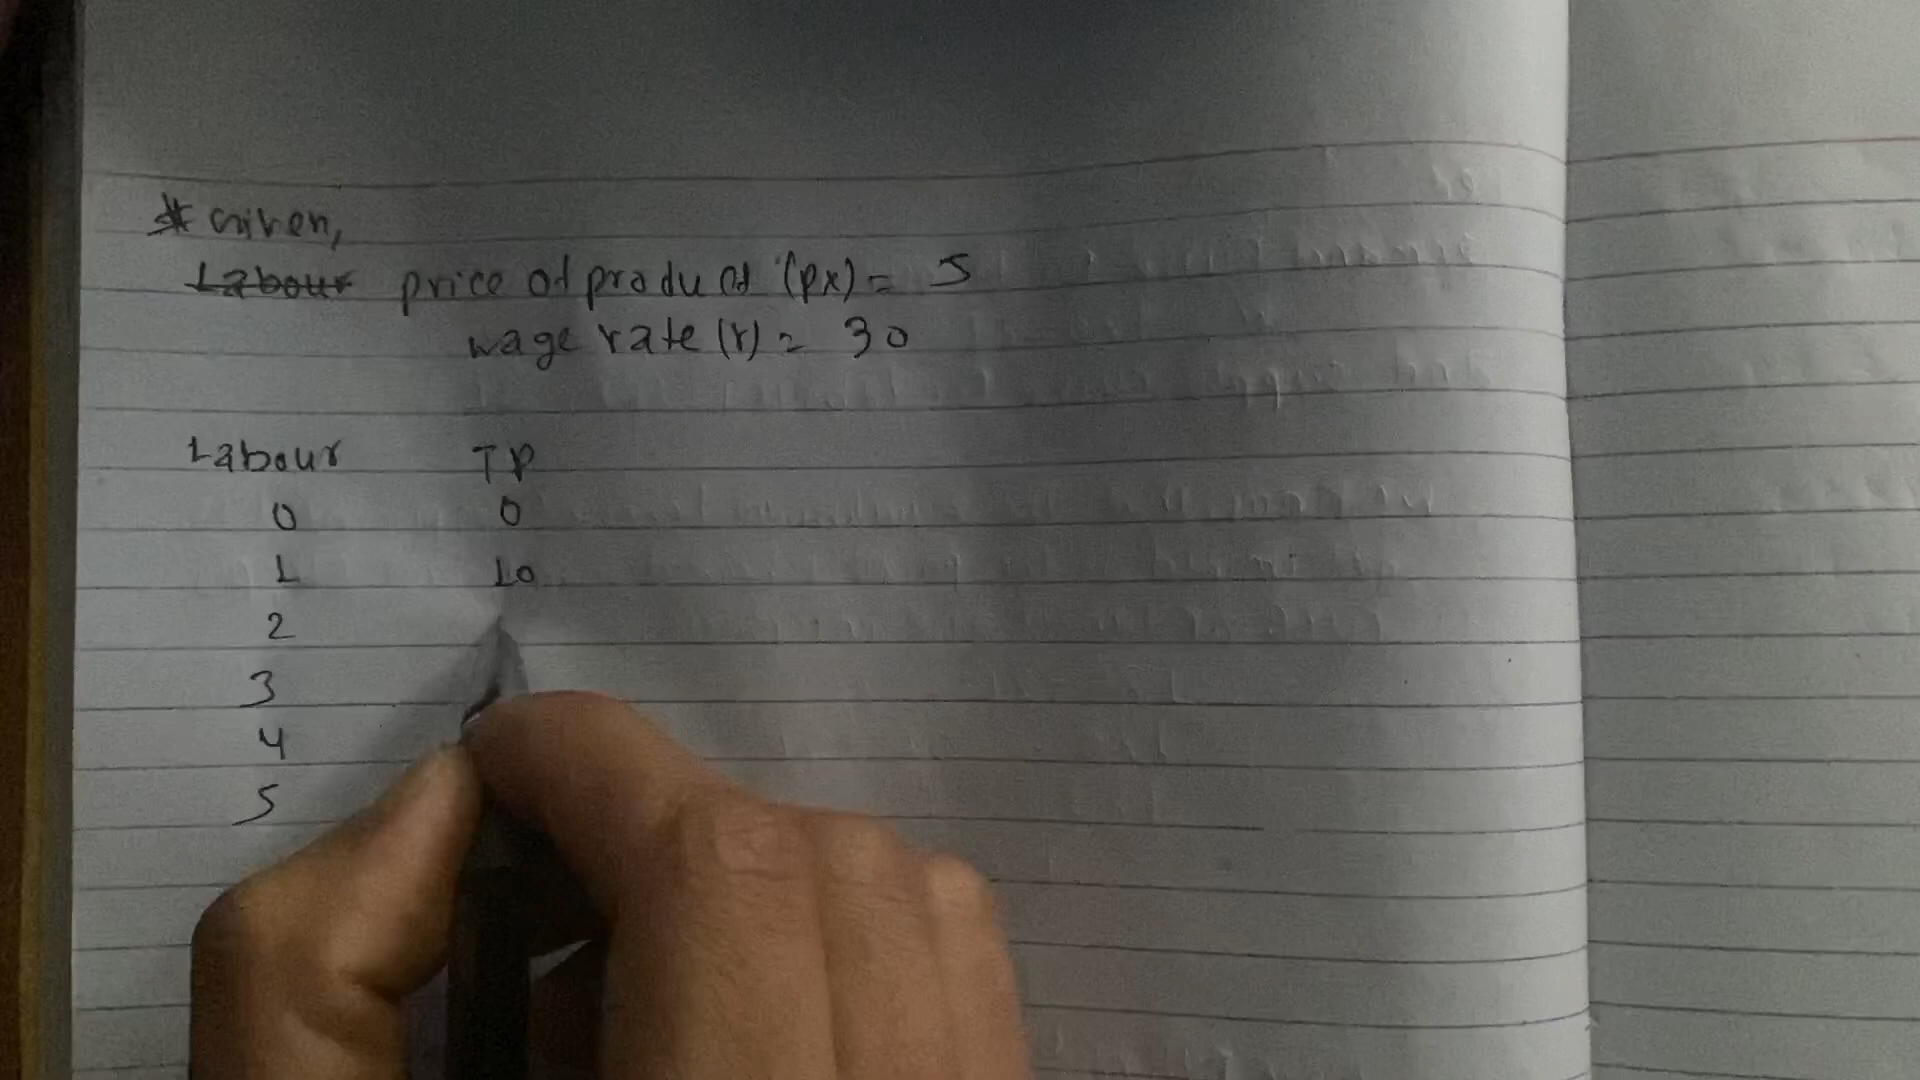 * Given,
Labour price of product (px) = 5
wage rate (r) = 30
Labour TP
0 0
1 10
2
3
4
5